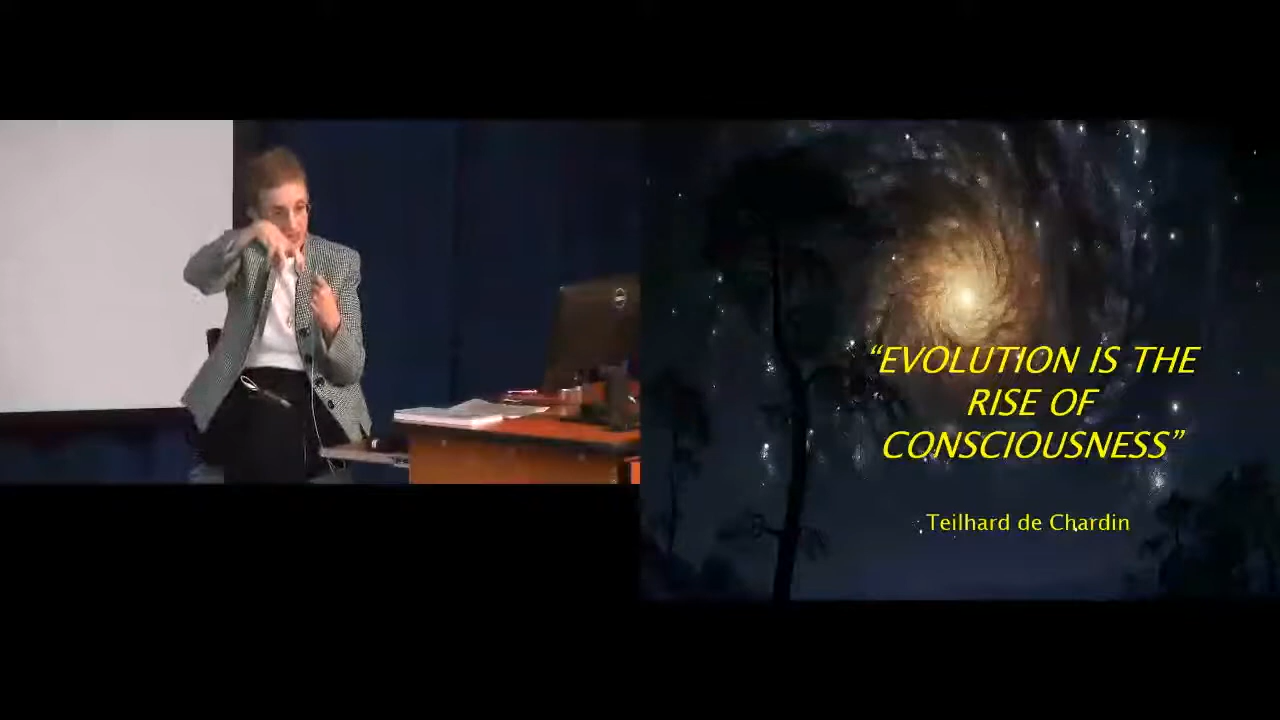 “EVOLUTION IS THE
RISE OF
CONSCIOUSNESS”
Teilhard de Chardin